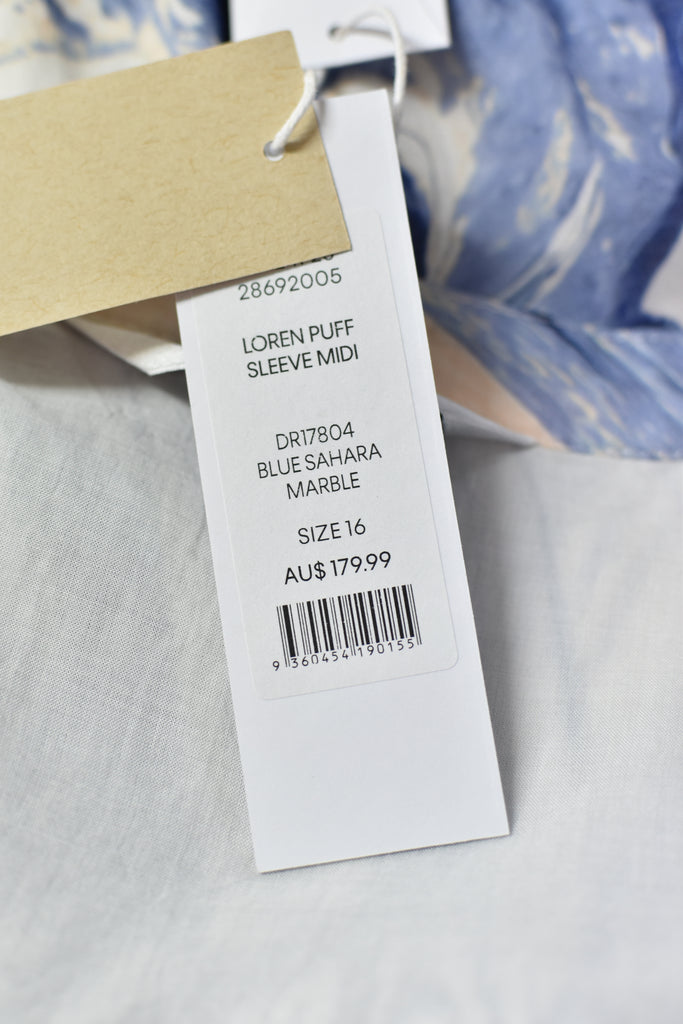 28692005
LOREN PUFF
SLEEVE MIDI
DR17804
BLUE SAHARA
MARBLE
SIZE 16
AU$ 179.99
9 360454 190155